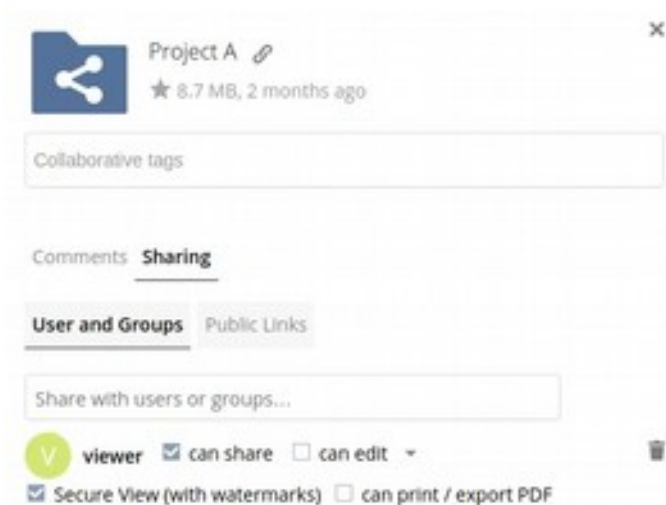 Project A
8.7 MB, 2 months ago
Collaborative tags
Comments Sharing
User and Groups Public Links
Share with users or groups...
V viewer can share can edit
Secure View (with watermarks) can print / export PDF